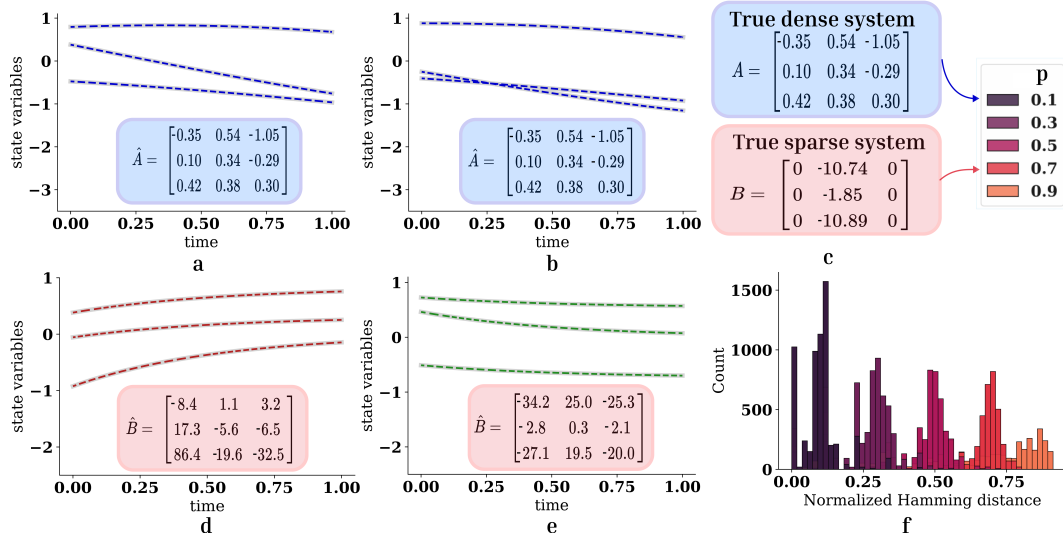 1
0
−1
−2
−3
state variables
0.00
0.25
0.50
0.75
1.00
time
Â =
-0.35 0.54 -1.05
0.10 0.34 -0.29
0.42 0.38 0.30
a
1
0
−1
−2
−3
state variables
0.00
0.25
0.50
0.75
1.00
time
Â =
-0.35 0.54 -1.05
0.10 0.34 -0.29
0.42 0.38 0.30
b
True dense system
A =
-0.35 0.54 -1.05
0.10 0.34 -0.29
0.42 0.38 0.30
True sparse system
B =
0 -10.74 0
0 -1.85 0
0 -10.89 0
c
p
0.1
0.3
0.5
0.7
0.9
1
0
−1
−2
state variables
0.00
0.25
0.50
0.75
1.00
time
B̂ =
-8.4 1.1 3.2
17.3 -5.6 -6.5
86.4 -19.6 -32.5
d
1
0
−1
−2
state variables
0.00
0.25
0.50
0.75
1.00
time
B̂ =
-34.2 25.0 -25.3
-2.8 0.3 -2.1
-27.1 19.5 -20.0
e
1500
1000
500
0
Count
0.00
0.25
0.50
0.75
Normalized Hamming distance
f